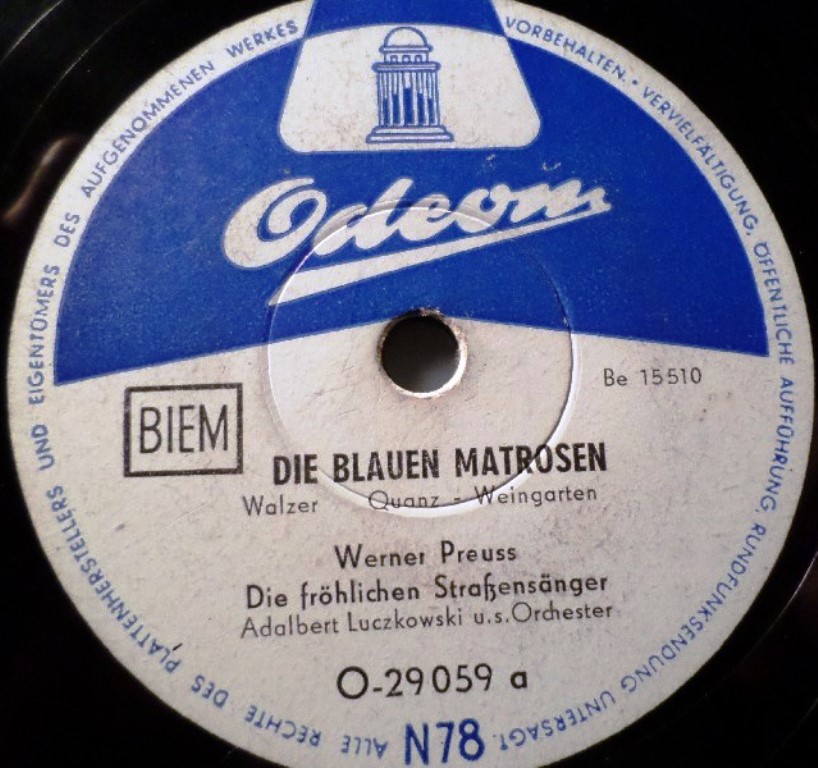 Odeon
Be 15510
BIEM
DIE BLAUEN MATROSEN
Walzer Quanz - Weingarten
Werner Preuss
Die fröhlichen Straßensänger
Adalbert Luczkowski u.s.Orchester
O-29059 a
N78
ALLE RECHTE DES PLATTENHERSTELLERS UND EIGENTÜMERS DES AUFGENOMMENEN WERKES VORBEHALTEN. • VERVIELFÄLTIGUNG, ÖFFENTLICHE AUFFÜHRUNG, RUNDFUNKSENDUNG UNTERSAGT.